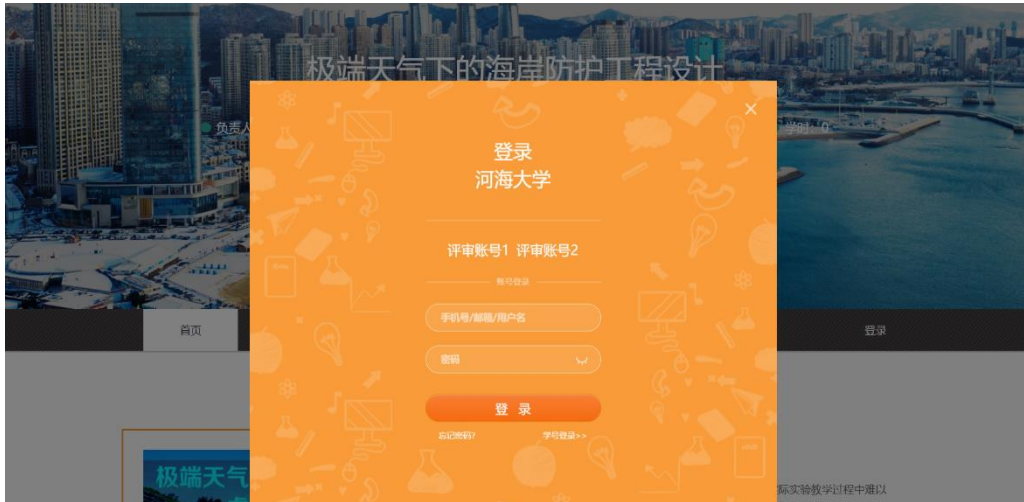 极端天气下的海岸防护工程设计
负责人
学时：0
登录
河海大学
评审账号1 评审账号2
账号登录
手机号/邮箱/用户名
密码
登 录
忘记密码?
学号登录>>
首页
登录
极端天气
际实验教学过程中难以